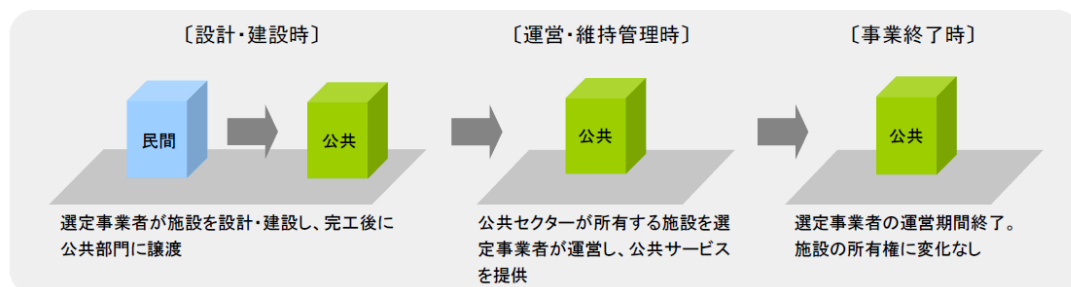 〔設計・建設時〕
〔運営・維持管理時〕
〔事業終了時〕
民間
公共
公共
公共
選定事業者が施設を設計・建設し、完工後に
公共部門に譲渡
公共セクターが所有する施設を選
定事業者が運営し、公共サービス
を提供
選定事業者の運営期間終了。
施設の所有権に変化なし